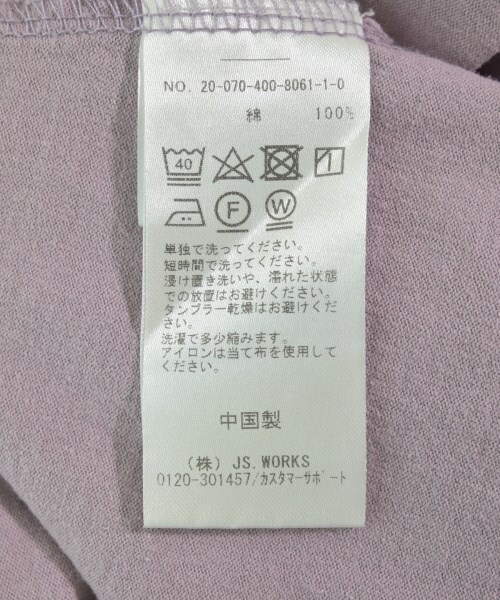 NO. 20-070-400-8061-1-0
綿 100%
40
F W
単独で洗ってください。
短時間で洗ってください。
浸け置き洗いや、濡れた状態
での放置はお避けください。
タンブラー乾燥はお避けくだ
さい。
洗濯で多少縮みます。
アイロンは当て布を使用して
ください。
中国製
(株) JS.WORKS
0120-301457/カスタマーサポート